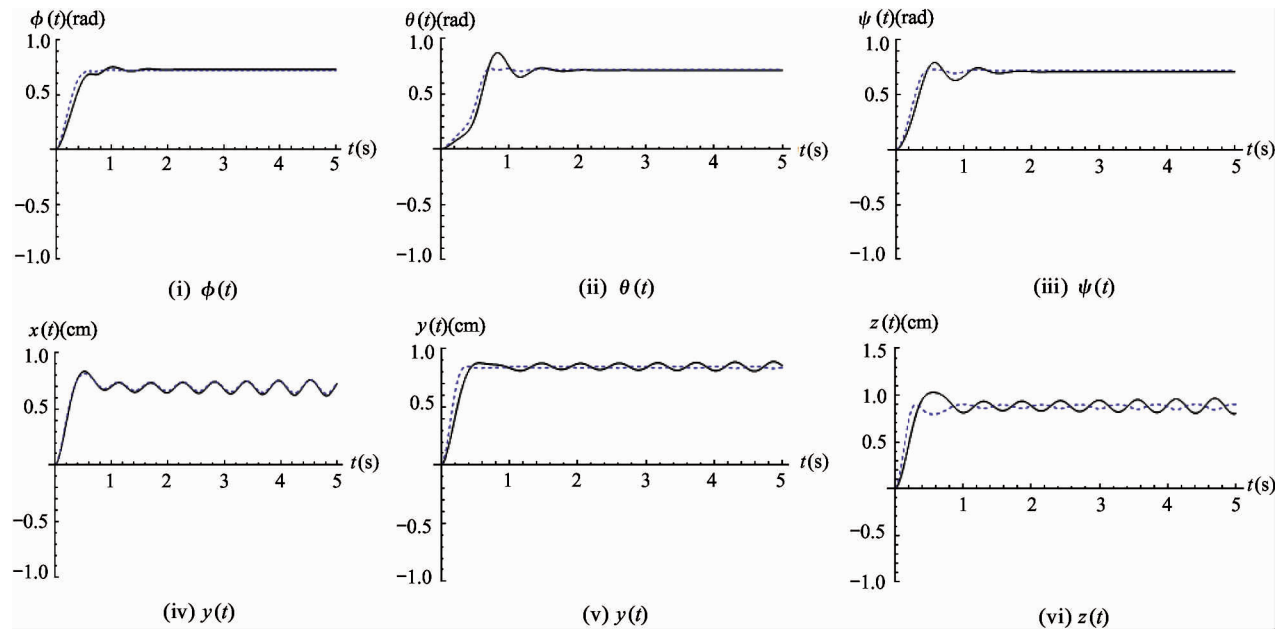 ϕ(t)(rad)
1.0
0.5
−0.5
−1.0
1 2 3 4 5
t(s)
(i) ϕ(t)
θ(t)(rad)
1.0
0.5
−0.5
−1.0
1 2 3 4 5
t(s)
(ii) θ(t)
ψ(t)(rad)
1.0
0.5
−0.5
−1.0
1 2 3 4 5
t(s)
(iii) ψ(t)
x(t)(cm)
1.0
0.5
−0.5
−1.0
1 2 3 4 5
t(s)
(iv) y(t)
y(t)(cm)
1.0
0.5
−0.5
−1.0
1 2 3 4 5
t(s)
(v) y(t)
z(t)(cm)
1.5
1.0
0.5
−0.5
−1.0
1 2 3 4 5
t(s)
(vi) z(t)